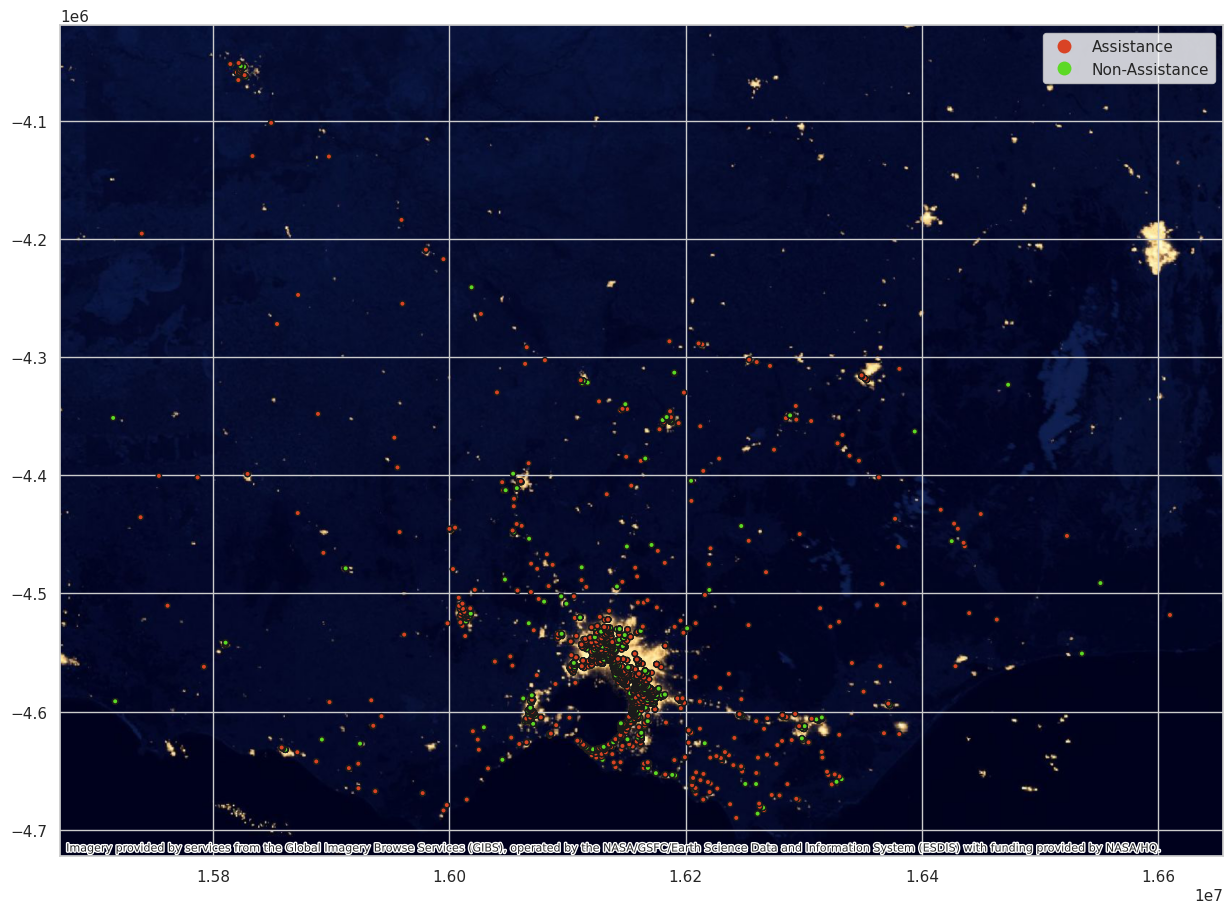 1e6
Assistance
Non-Assistance
−4.1
−4.2
−4.3
−4.4
−4.5
−4.6
−4.7
Imagery provided by services from the Global Imagery Browse Services (GIBS), operated by the NASA/GSFC/Earth Science Data and Information System (ESDIS) with funding provided by NASA/HQ.
1.58 1.60 1.62 1.64 1.66
1e7